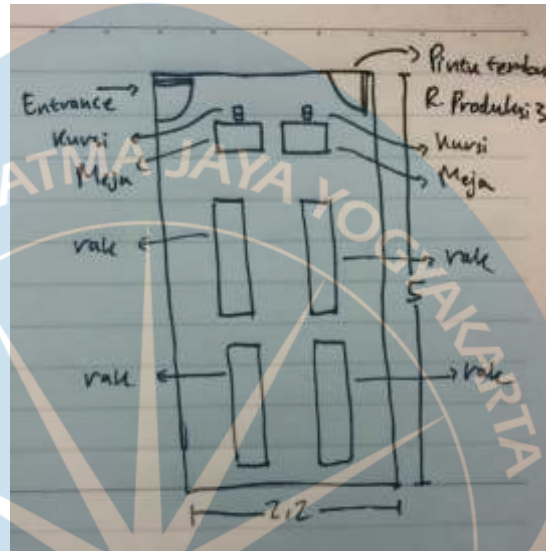 Pintu tembus
R. Produksi 3
Entrance
Kursi
Kursi
Meja
Meja
rak
rak
5
rak
rak
2,2
ATMA JAYA YOGYAKARTA